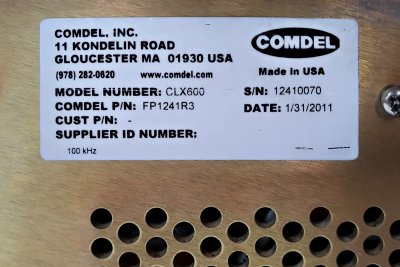 COMDEL, INC.
11 KONDELIN ROAD
GLOUCESTER MA 01930 USA
(978) 282-0620 www.comdel.com
COMDEL
Made in USA
MODEL NUMBER: CLX600 S/N: 12410070
COMDEL P/N: FP1241R3 DATE: 1/31/2011
CUST P/N: -
SUPPLIER ID NUMBER:
100 kHz